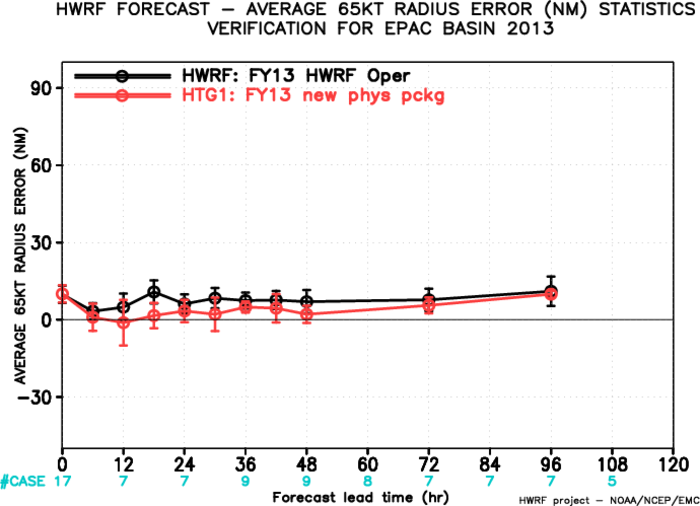 HWRF FORECAST – AVERAGE 65KT RADIUS ERROR (NM) STATISTICS
VERIFICATION FOR EPAC BASIN 2013
HWRF: FY13 HWRF Oper
HTG1: FY13 new phys pckg
AVERAGE 65KT RADIUS ERROR (NM)
90
60
30
0
−30
0 12 24 36 48 60 72 84 96 108 120
#CASE 17 7 7 9 9 8 7 7 7 5
Forecast lead time (hr)
HWRF project – NOAA/NCEP/EMC